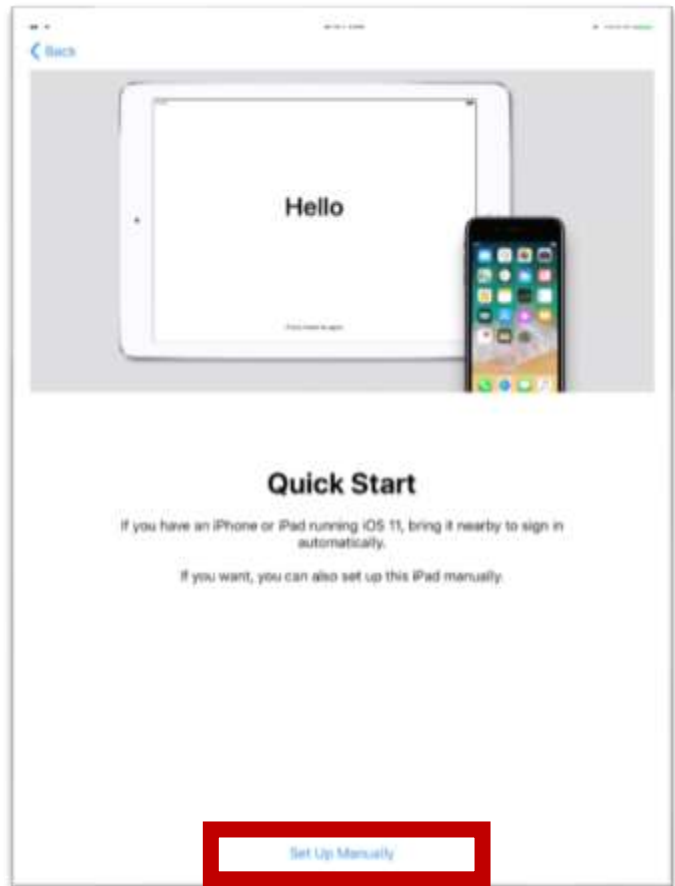 Back
Hello
Quick Start
If you have an iPhone or iPad running iOS 11, bring it nearby to sign in
automatically.
If you want, you can also set up this iPad manually.
Set Up Manually